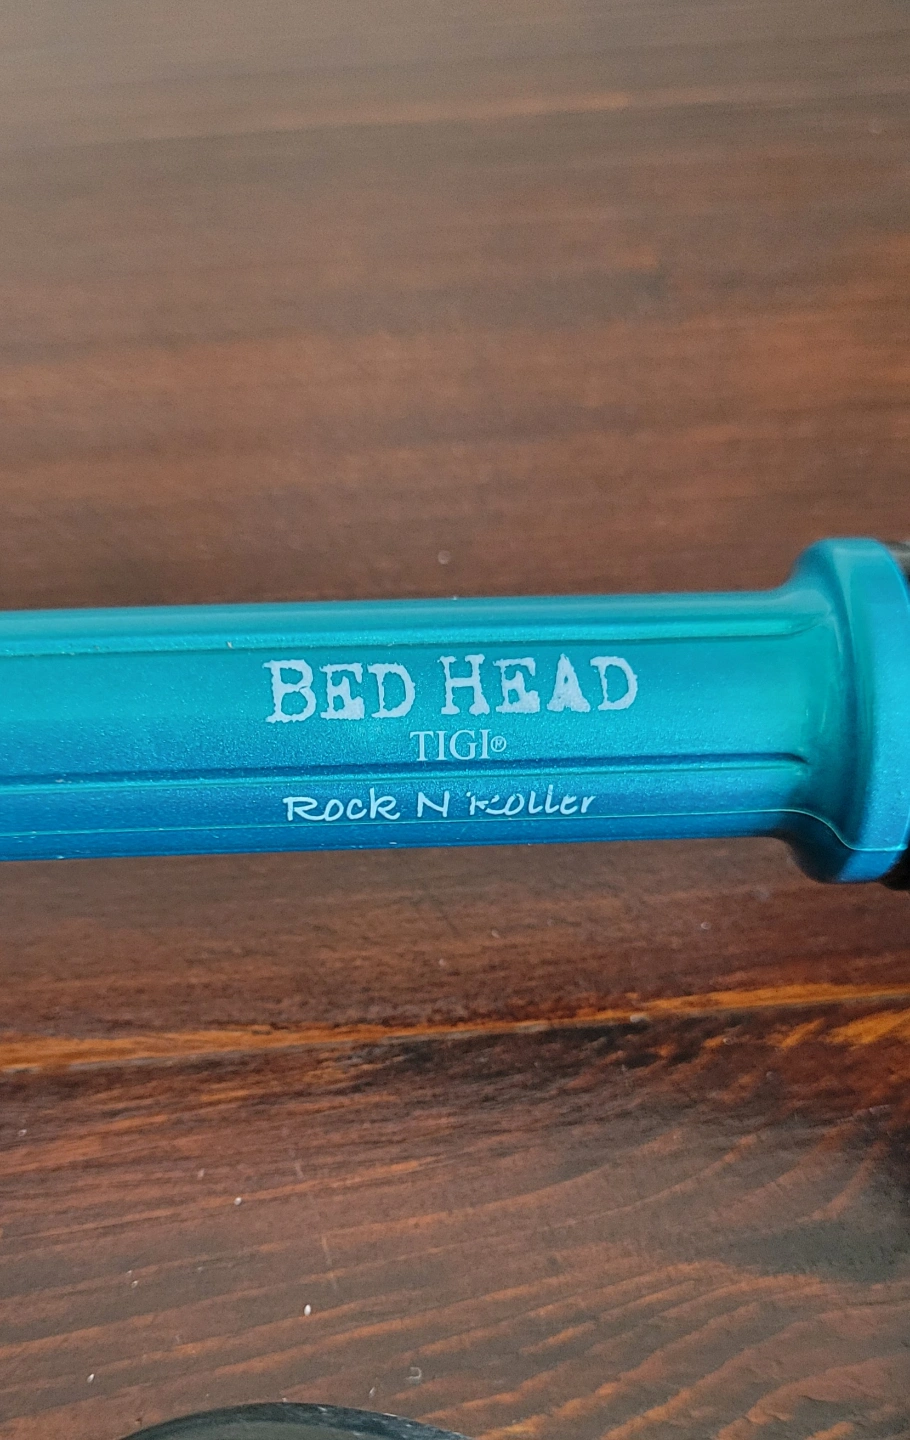 BED HEAD
TIGI®
Rock N Roller